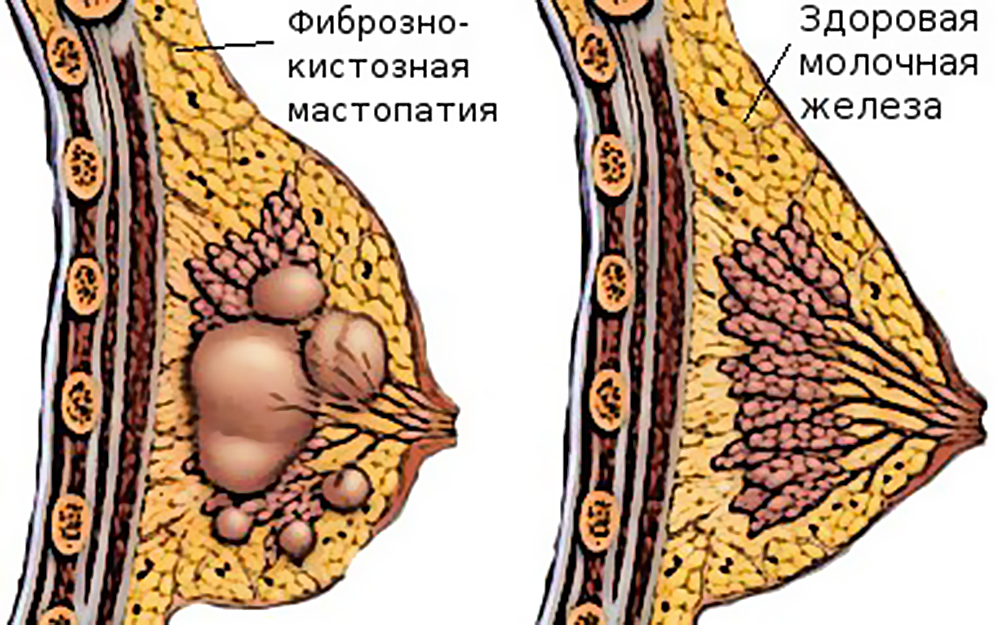 Фиброзно-
кистозная
мастопатия
Здоровая
молочная
железа